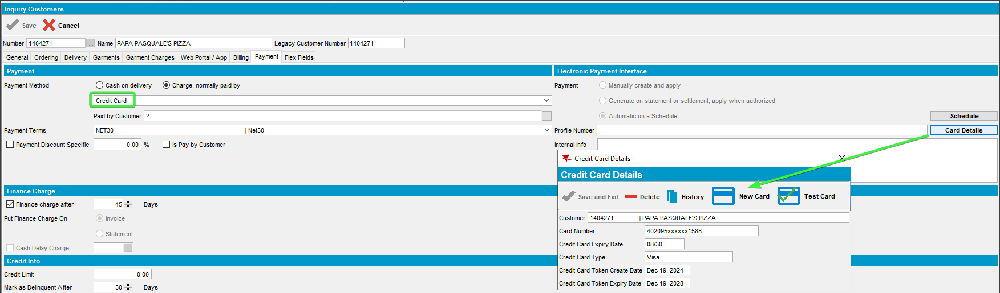 Inquiry Customers
Save Cancel
Number 1404271 ... Name PAPA PASQUALE'S PIZZA Legacy Customer Number 1404271
General Ordering Delivery Garments Garment Charges Web Portal / App Billing Payment Flex Fields
Payment
Payment Method Cash on delivery Charge, normally paid by
Credit Card
Paid by Customer ? ...
Payment Terms NET30 | Net30
Payment Discount Specific 0.00 % Is Pay by Customer
Electronic Payment Interface
Payment Manually create and apply
Generate on statement or settlement, apply when authorized
Automatic on a Schedule Schedule
Profile Number Card Details
Internal Info
Finance Charge
Finance charge after 45 Days
Put Finance Charge On Invoice
Statement
Cash Delay Charge ...
Credit Info
Credit Limit 0.00
Mark as Delinquent After 30 Days
Credit Card Details
Credit Card Details
Save and Exit Delete History New Card Test Card
Customer 1404271 | PAPA PASQUALE'S PIZZA
Card Number 402095xxxxxx1588
Credit Card Expiry Date 08/30
Credit Card Type Visa
Credit Card Token Create Date Dec 19, 2024
Credit Card Token Expiry Date Dec 19, 2028